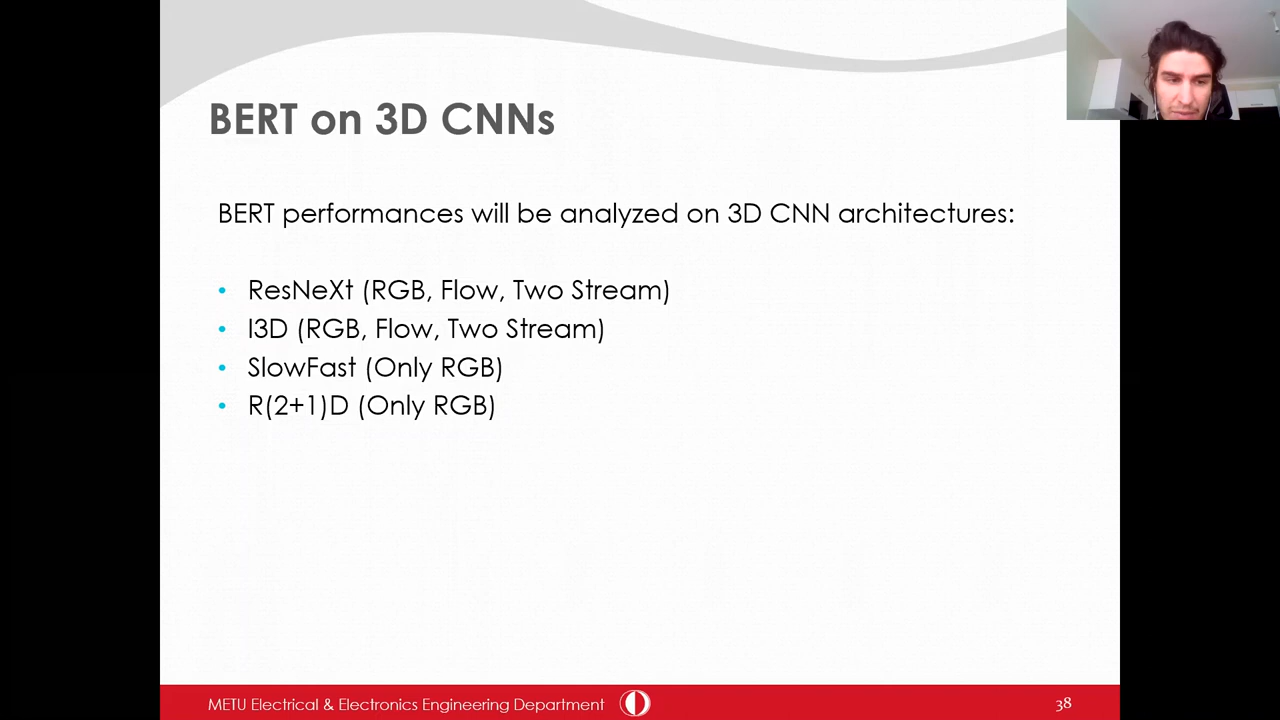 BERT on 3D CNNs
BERT performances will be analyzed on 3D CNN architectures:
• ResNeXt (RGB, Flow, Two Stream)
• I3D (RGB, Flow, Two Stream)
• SlowFast (Only RGB)
• R(2+1)D (Only RGB)
METU Electrical & Electronics Engineering Department
38